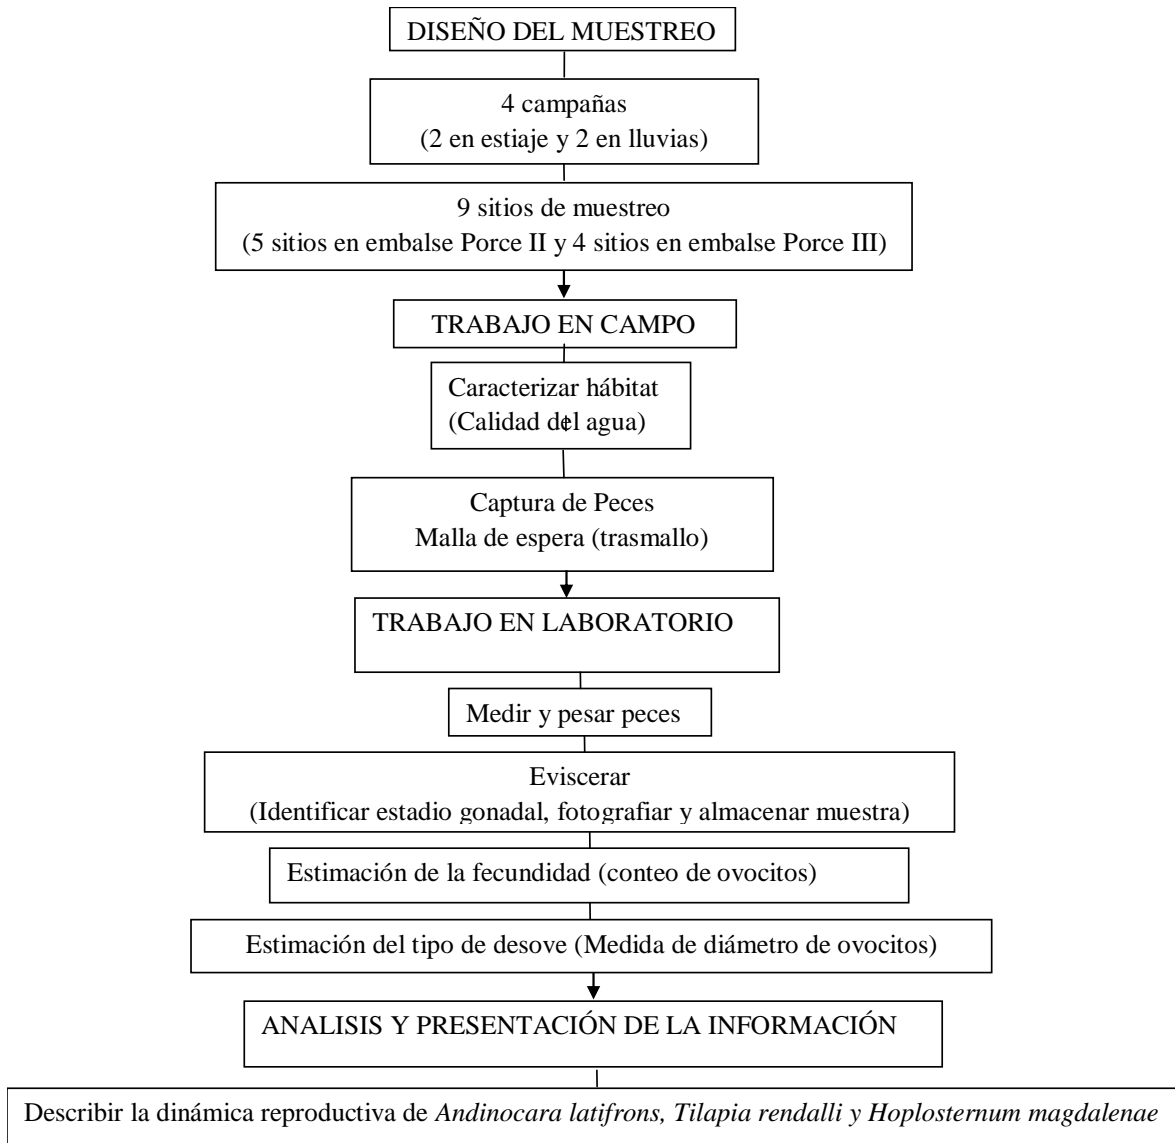 DISEÑO DEL MUESTREO
4 campañas
(2 en estiaje y 2 en lluvias)
9 sitios de muestreo
(5 sitios en embalse Porce II y 4 sitios en embalse Porce III)
TRABAJO EN CAMPO
Caracterizar hábitat
(Calidad del agua)
Captura de Peces
Malla de espera (trasmallo)
TRABAJO EN LABORATORIO
Medir y pesar peces
Eviscerar
(Identificar estadio gonadal, fotografiar y almacenar muestra)
Estimación de la fecundidad (conteo de ovocitos)
Estimación del tipo de desove (Medida de diámetro de ovocitos)
ANALISIS Y PRESENTACIÓN DE LA INFORMACIÓN
Describir la dinámica reproductiva de Andinocara latifrons, Tilapia rendalli y Hoplosternum magdalenae